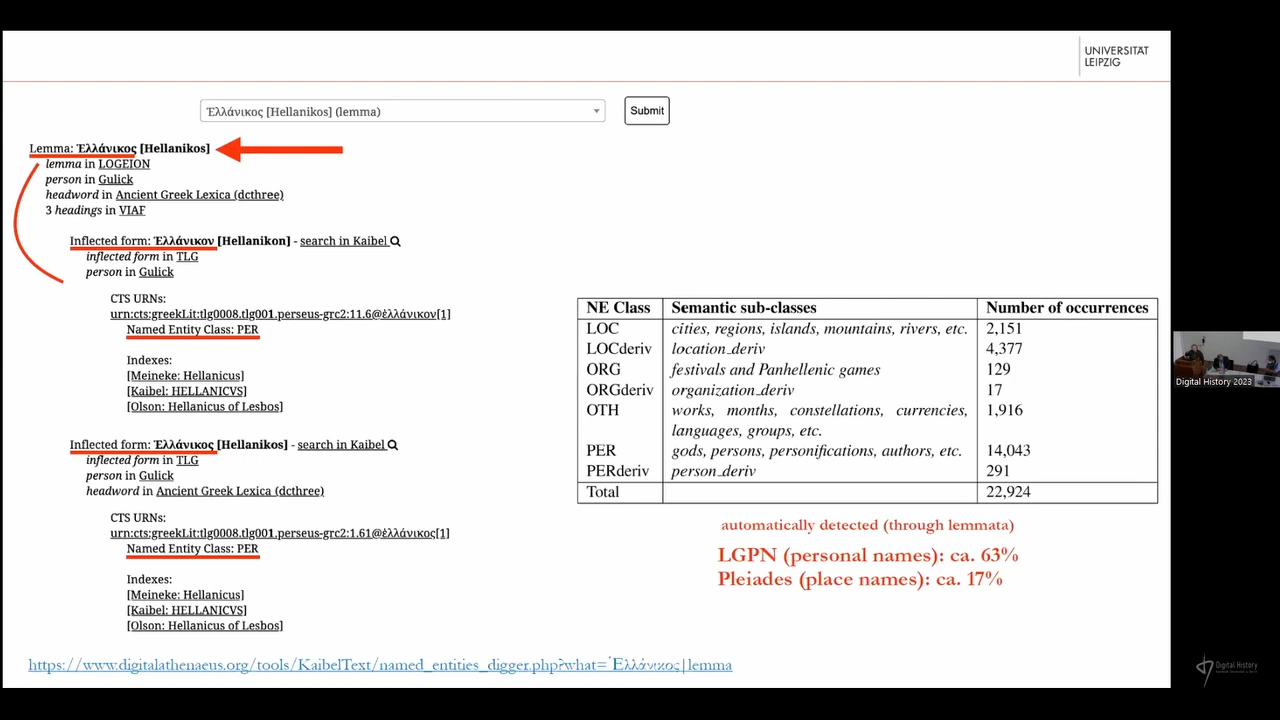 UNIVERSITÄT
LEIPZIG
Ἑλλάνικος [Hellanikos] (lemma)
Submit
Lemma: Ἑλλάνικος [Hellanikos]
lemma in LOGEION
person in Gulick
headword in Ancient Greek Lexica (dcthree)
3 headings in VIAF
Inflected form: Ἑλλάνικον [Hellanikon] - search in Kaibel
inflected form in TLG
person in Gulick
CTS URNs:
urn:cts:greekLit:tlg0008.tlg001.perseus-grc2:11.6@ἑλλάνικον[1]
Named Entity Class: PER
Indexes:
[Meineke: Hellanicus]
[Kaibel: HELLANICVS]
[Olson: Hellanicus of Lesbos]
Inflected form: Ἑλλάνικος [Hellanikos] - search in Kaibel
inflected form in TLG
person in Gulick
headword in Ancient Greek Lexica (dcthree)
CTS URNs:
urn:cts:greekLit:tlg0008.tlg001.perseus-grc2:1.61@ἑλλάνικος[1]
Named Entity Class: PER
Indexes:
[Meineke: Hellanicus]
[Kaibel: HELLANICVS]
[Olson: Hellanicus of Lesbos]
NE Class Semantic sub-classes Number of occurrences
LOC cities, regions, islands, mountains, rivers, etc. 2,151
LOCderiv location_deriv 4,377
ORG festivals and Panhellenic games 129
ORGderiv organization_deriv 17
OTH works, months, constellations, currencies, 1,916
languages, groups, etc.
PER gods, persons, personifications, authors, etc. 14,043
PERderiv person_deriv 291
Total 22,924
automatically detected (through lemmata)
LGPN (personal names): ca. 63%
Pleiades (place names): ca. 17%
https://www.digitalathenaeus.org/tools/KaibelText/named_entities_digger.php?what=Ἑλλάνικος|lemma
Digital History 2023
Digital History